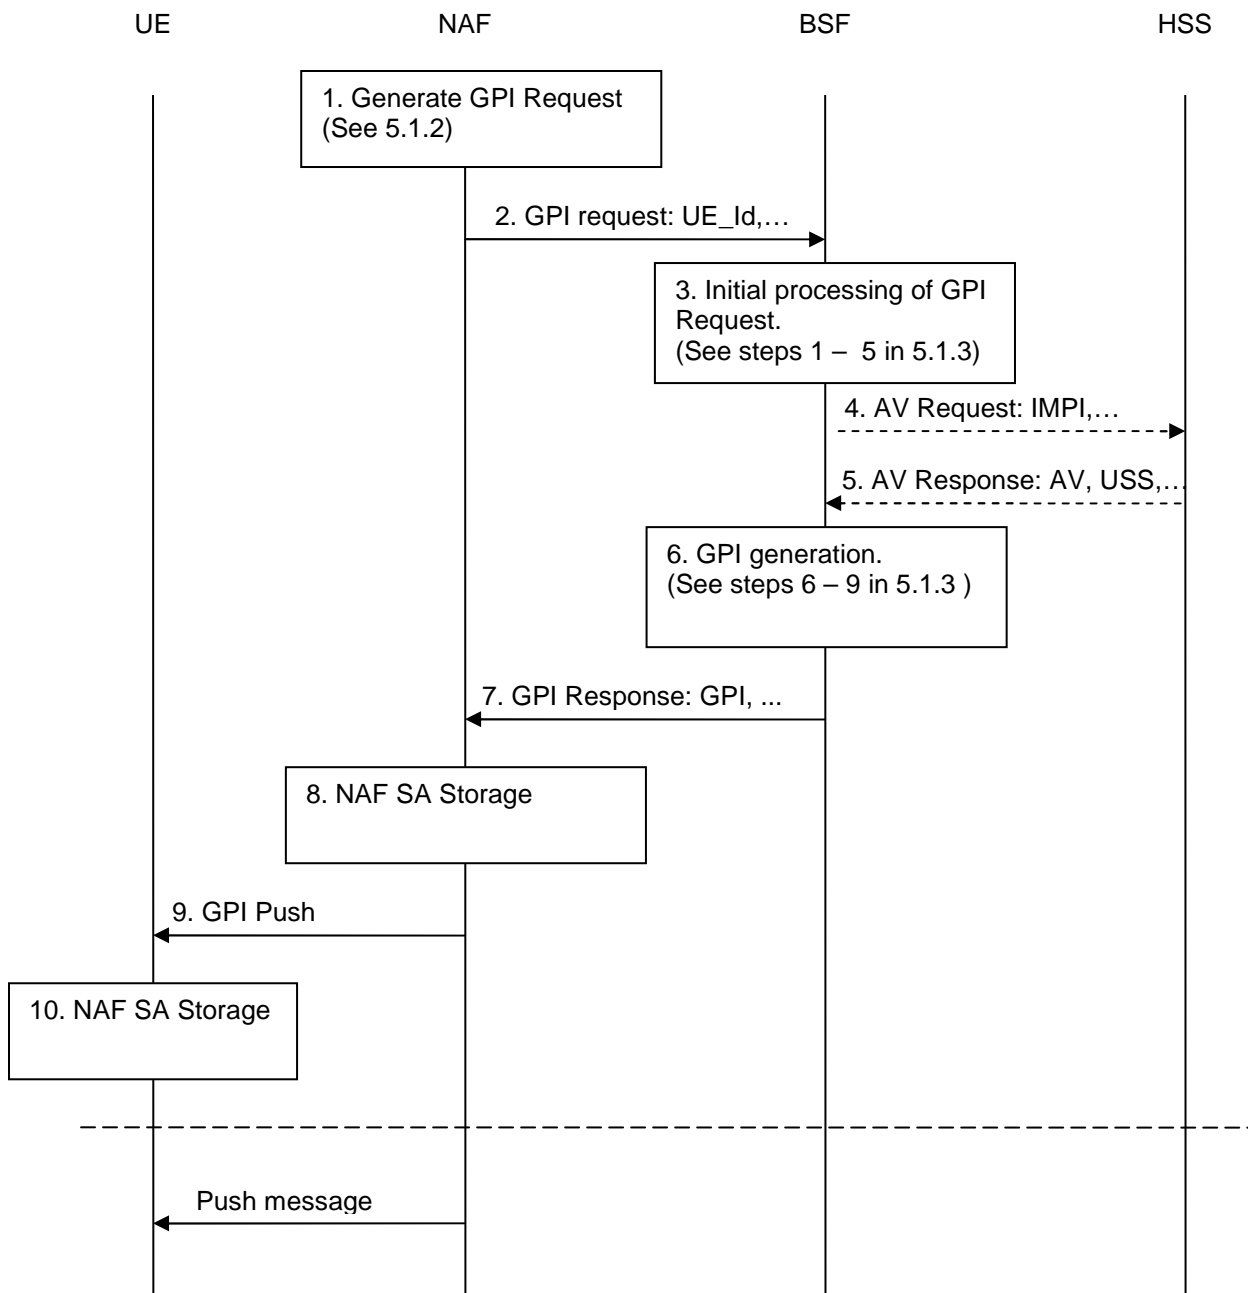 UE NAF BSF HSS
1. Generate GPI Request
(See 5.1.2)
2. GPI request: UE_Id,…
3. Initial processing of GPI
Request.
(See steps 1 – 5 in 5.1.3)
4. AV Request: IMPI,…
5. AV Response: AV, USS,…
6. GPI generation.
(See steps 6 – 9 in 5.1.3 )
7. GPI Response: GPI, ...
8. NAF SA Storage
9. GPI Push
10. NAF SA Storage
Push message